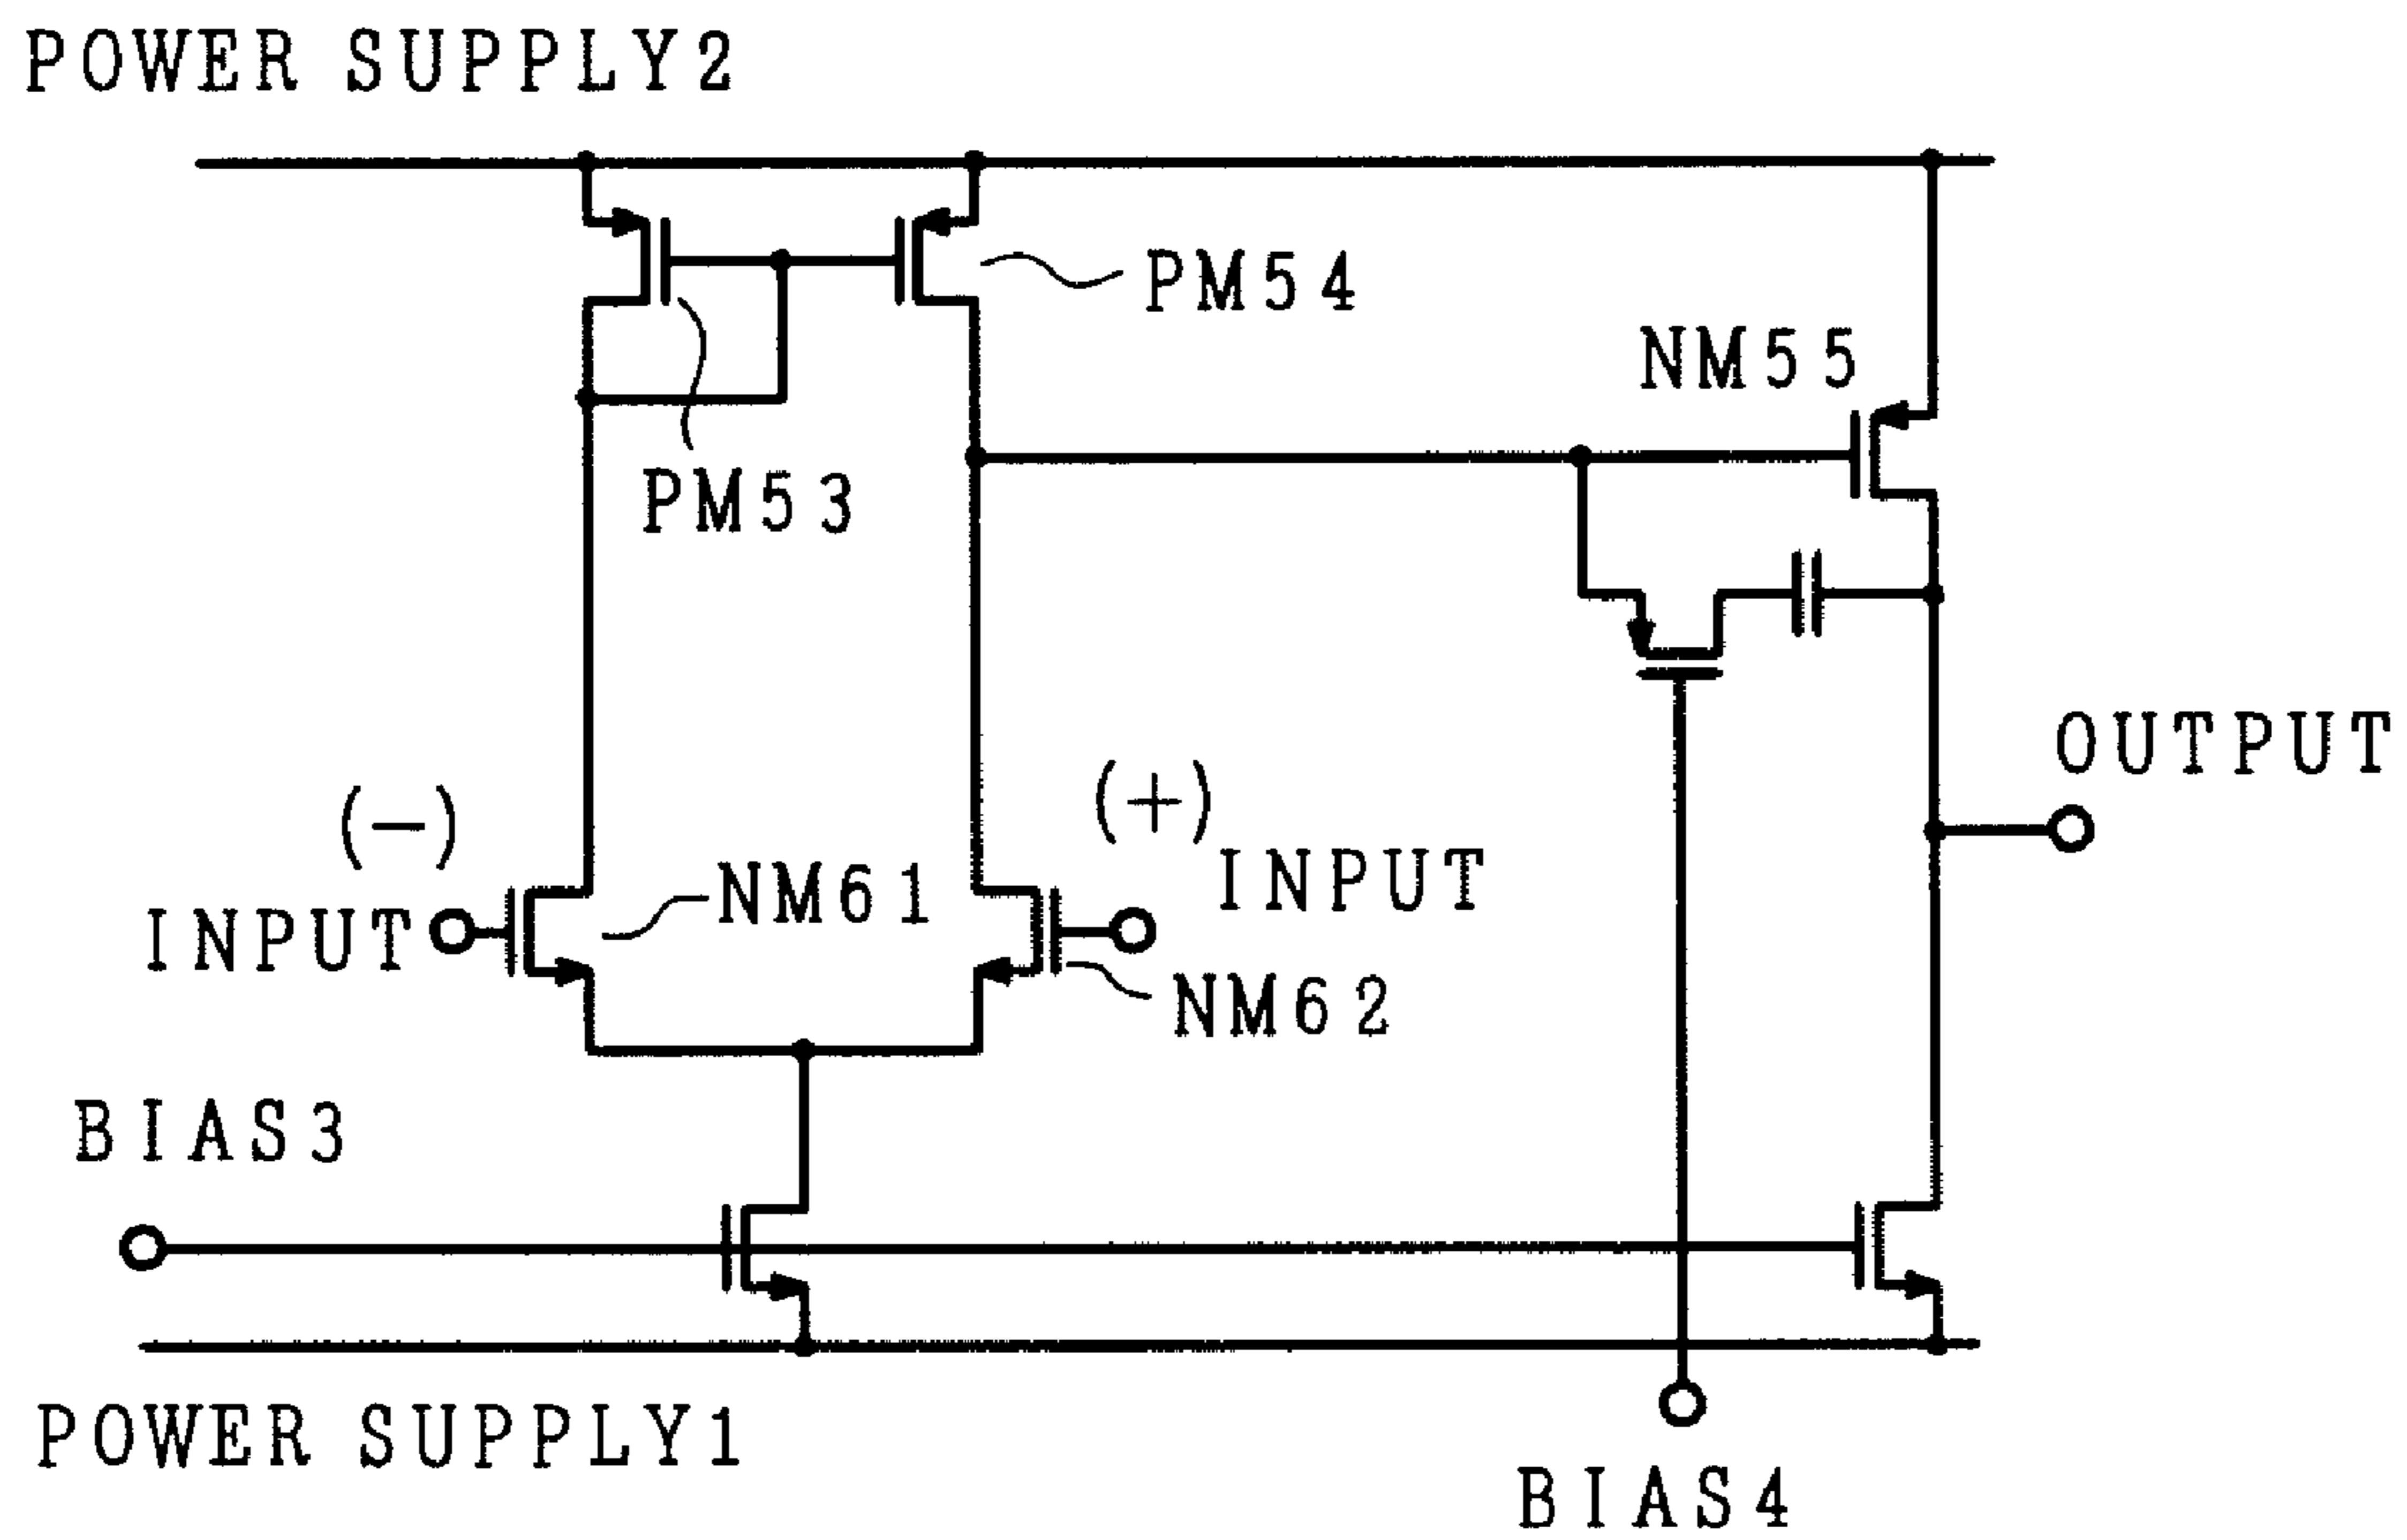 POWER SUPPLY2
PM54
NM55
PM53
OUTPUT
(−)
(+)
INPUT
NM61
INPUT
NM62
BIAS3
POWER SUPPLY1
BIAS4